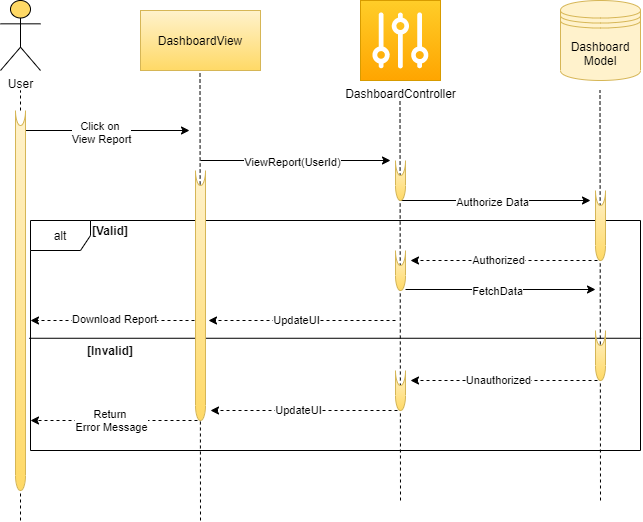 DashboardView
Dashboard
Model
User
DashboardController
Click on
View Report
ViewReport(UserId)
Authorize Data
alt
[Valid]
Authorized
FetchData
Download Report
UpdateUI
[Invalid]
Unauthorized
UpdateUI
Return
Error Message